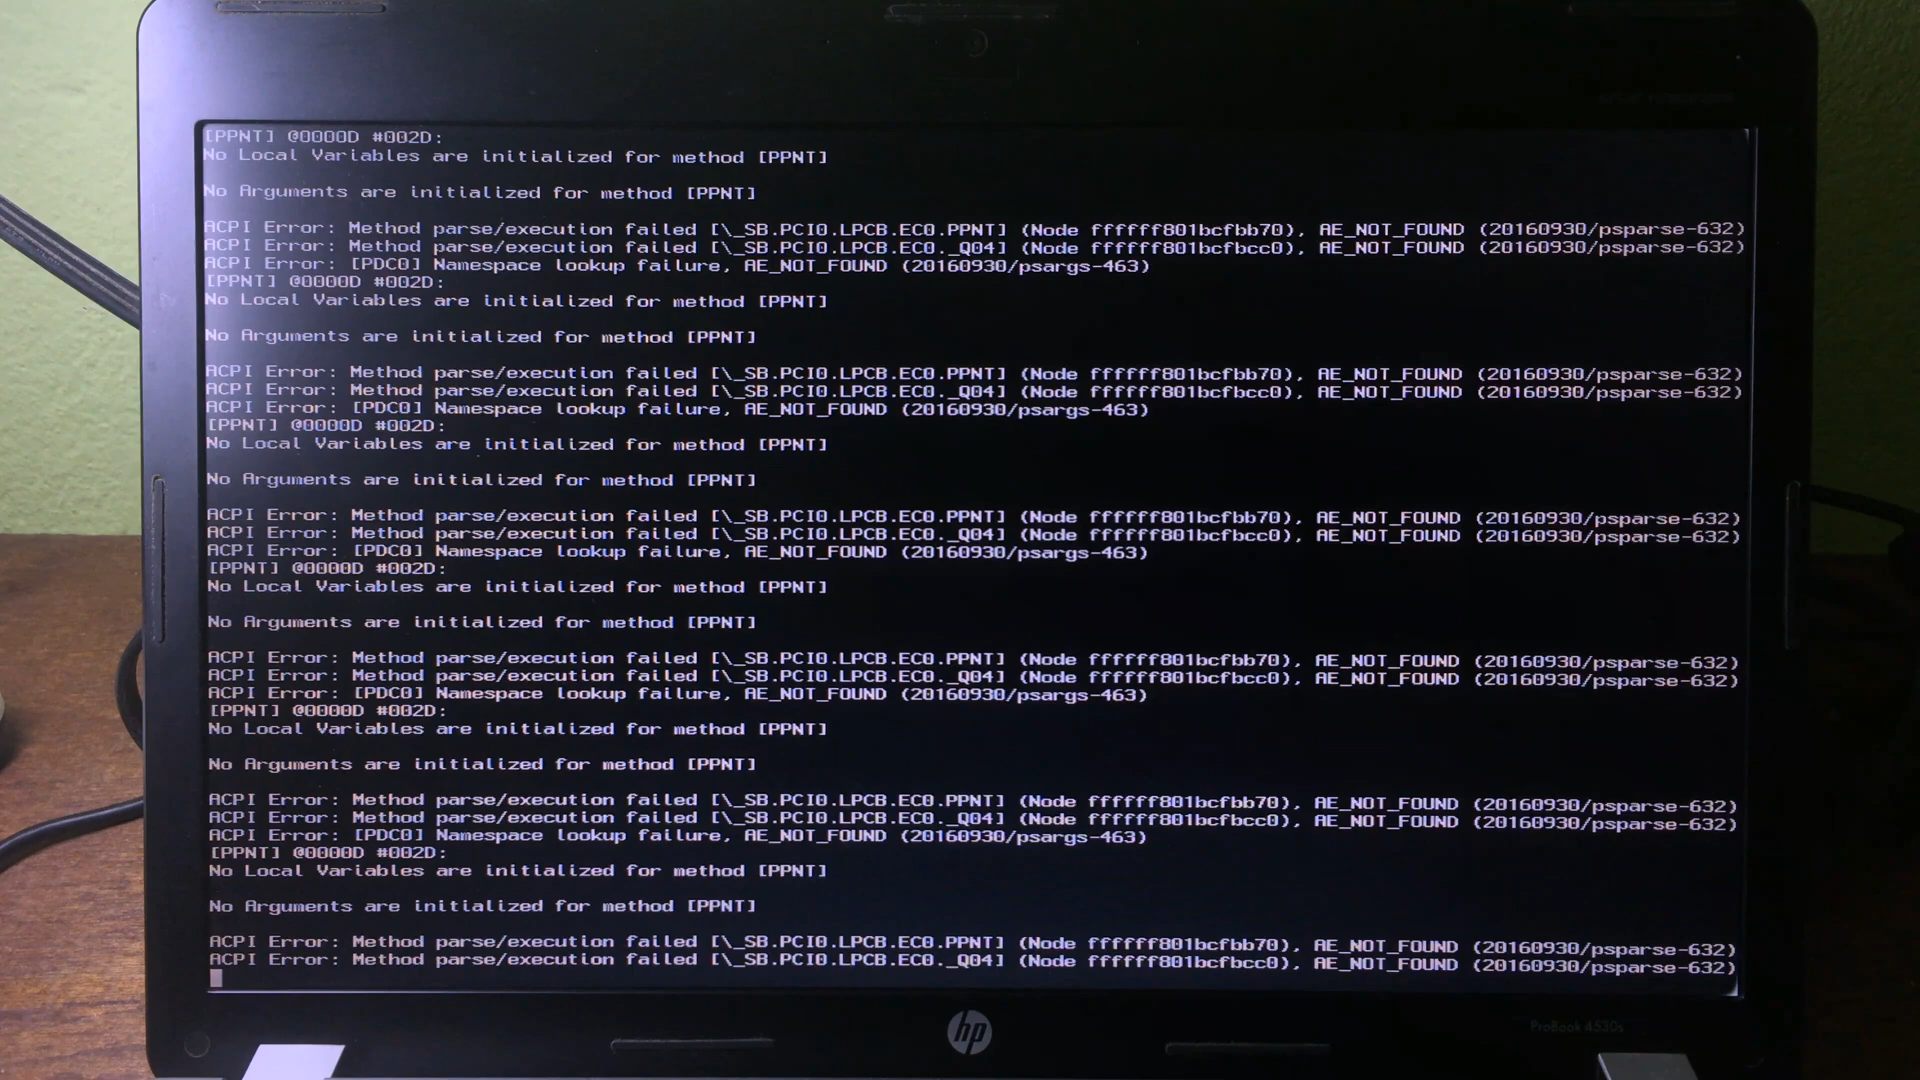 [PPNT] @0000D #002D:
No Local Variables are initialized for method [PPNT]
No Arguments are initialized for method [PPNT]
ACPI Error: Method parse/execution failed [\_SB.PCI0.LPCB.EC0.PPNT] (Node ffffff801bcfbb70), AE_NOT_FOUND (20160930/psparse-632)
ACPI Error: Method parse/execution failed [\_SB.PCI0.LPCB.EC0._Q04] (Node ffffff801bcfbcc0), AE_NOT_FOUND (20160930/psparse-632)
ACPI Error: [PDC0] Namespace lookup failure, AE_NOT_FOUND (20160930/psargs-463)
[PPNT] @0000D #002D:
No Local Variables are initialized for method [PPNT]
No Arguments are initialized for method [PPNT]
ACPI Error: Method parse/execution failed [\_SB.PCI0.LPCB.EC0.PPNT] (Node ffffff801bcfbb70), AE_NOT_FOUND (20160930/psparse-632)
ACPI Error: Method parse/execution failed [\_SB.PCI0.LPCB.EC0._Q04] (Node ffffff801bcfbcc0), AE_NOT_FOUND (20160930/psparse-632)
ACPI Error: [PDC0] Namespace lookup failure, AE_NOT_FOUND (20160930/psargs-463)
[PPNT] @0000D #002D:
No Local Variables are initialized for method [PPNT]
No Arguments are initialized for method [PPNT]
ACPI Error: Method parse/execution failed [\_SB.PCI0.LPCB.EC0.PPNT] (Node ffffff801bcfbb70), AE_NOT_FOUND (20160930/psparse-632)
ACPI Error: Method parse/execution failed [\_SB.PCI0.LPCB.EC0._Q04] (Node ffffff801bcfbcc0), AE_NOT_FOUND (20160930/psparse-632)
ACPI Error: [PDC0] Namespace lookup failure, AE_NOT_FOUND (20160930/psargs-463)
[PPNT] @0000D #002D:
No Local Variables are initialized for method [PPNT]
No Arguments are initialized for method [PPNT]
ACPI Error: Method parse/execution failed [\_SB.PCI0.LPCB.EC0.PPNT] (Node ffffff801bcfbb70), AE_NOT_FOUND (20160930/psparse-632)
ACPI Error: Method parse/execution failed [\_SB.PCI0.LPCB.EC0._Q04] (Node ffffff801bcfbcc0), AE_NOT_FOUND (20160930/psparse-632)
ACPI Error: [PDC0] Namespace lookup failure, AE_NOT_FOUND (20160930/psargs-463)
[PPNT] @0000D #002D:
No Local Variables are initialized for method [PPNT]
No Arguments are initialized for method [PPNT]
ACPI Error: Method parse/execution failed [\_SB.PCI0.LPCB.EC0.PPNT] (Node ffffff801bcfbb70), AE_NOT_FOUND (20160930/psparse-632)
ACPI Error: Method parse/execution failed [\_SB.PCI0.LPCB.EC0._Q04] (Node ffffff801bcfbcc0), AE_NOT_FOUND (20160930/psparse-632)
ACPI Error: [PDC0] Namespace lookup failure, AE_NOT_FOUND (20160930/psargs-463)
[PPNT] @0000D #002D:
No Local Variables are initialized for method [PPNT]
No Arguments are initialized for method [PPNT]
ACPI Error: Method parse/execution failed [\_SB.PCI0.LPCB.EC0.PPNT] (Node ffffff801bcfbb70), AE_NOT_FOUND (20160930/psparse-632)
ACPI Error: Method parse/execution failed [\_SB.PCI0.LPCB.EC0._Q04] (Node ffffff801bcfbcc0), AE_NOT_FOUND (20160930/psparse-632)
hp
ProBook 4530s